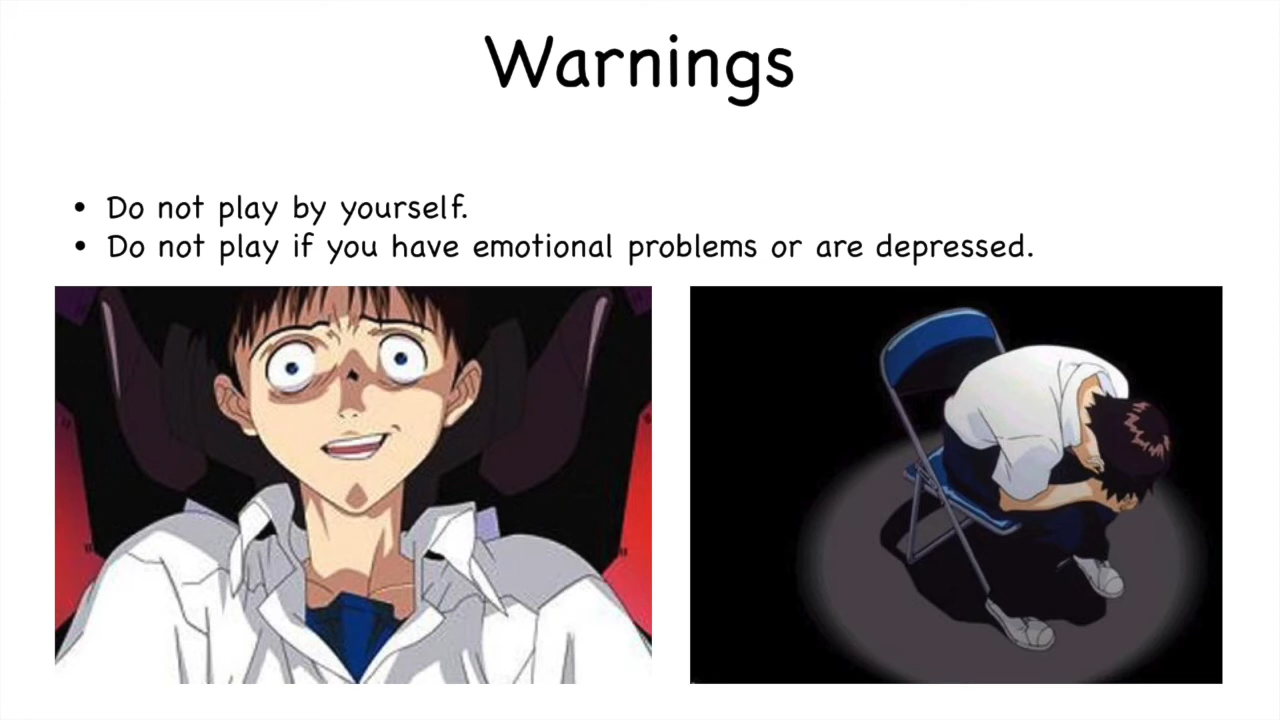 Warnings
• Do not play by yourself.
• Do not play if you have emotional problems or are depressed.